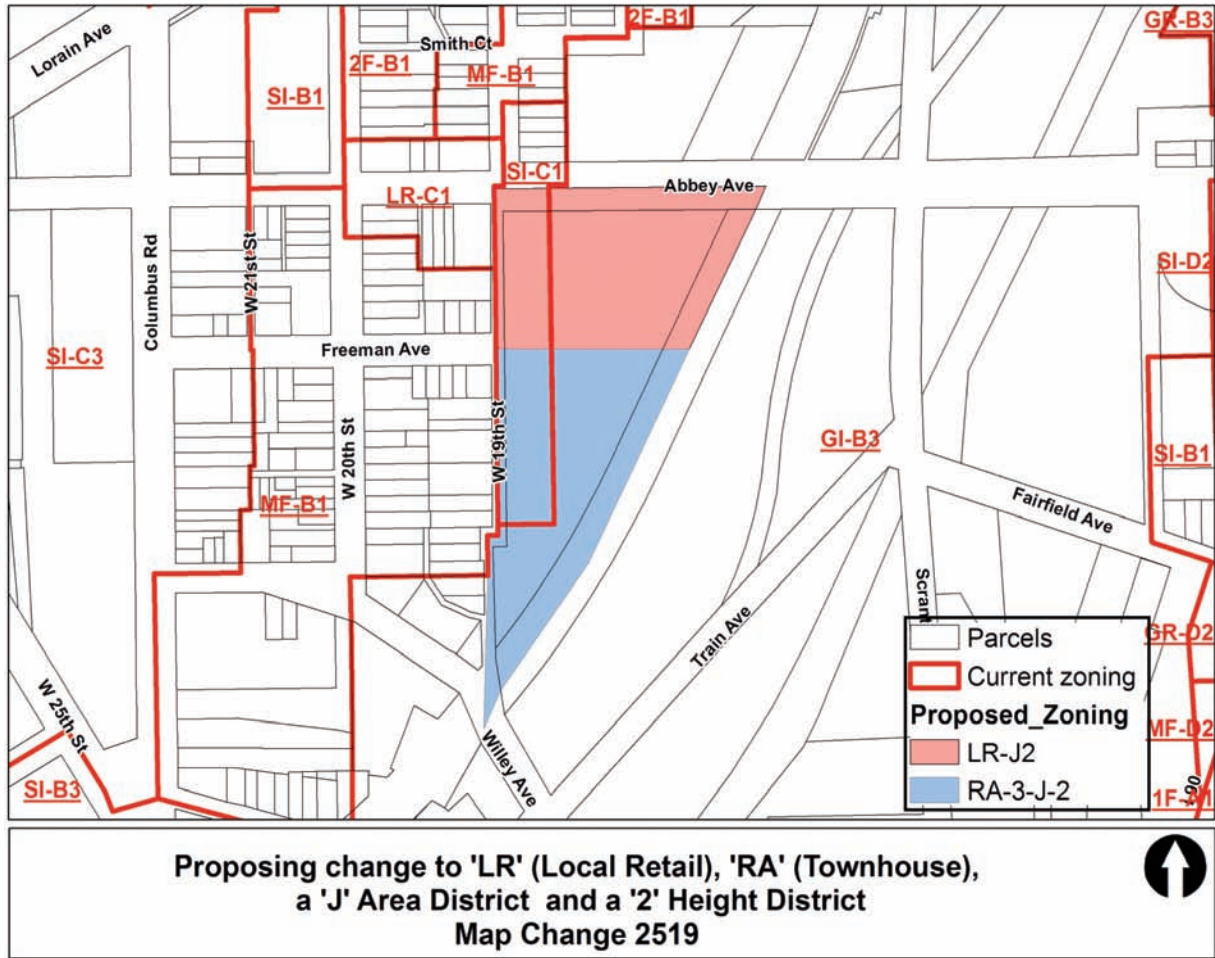 Lorain Ave
Smith Ct
2F-B1
GR-B3
2F-B1
MF-B1
SI-B1
SI-C1
LR-C1
Abbey Ave
Columbus Rd
W 21st St
SI-D2
SI-C3
Freeman Ave
W 20th St
W 19th St
GI-B3
SI-B1
MF-B1
Fairfield Ave
Scrant
Train Ave
W 25th St
Willey Ave
SI-B3
GR-D2
MF-D2
1F-A1
Parcels
Current zoning
Proposed_Zoning
LR-J2
RA-3-J-2
Proposing change to 'LR' (Local Retail), 'RA' (Townhouse),
a 'J' Area District and a '2' Height District
Map Change 2519